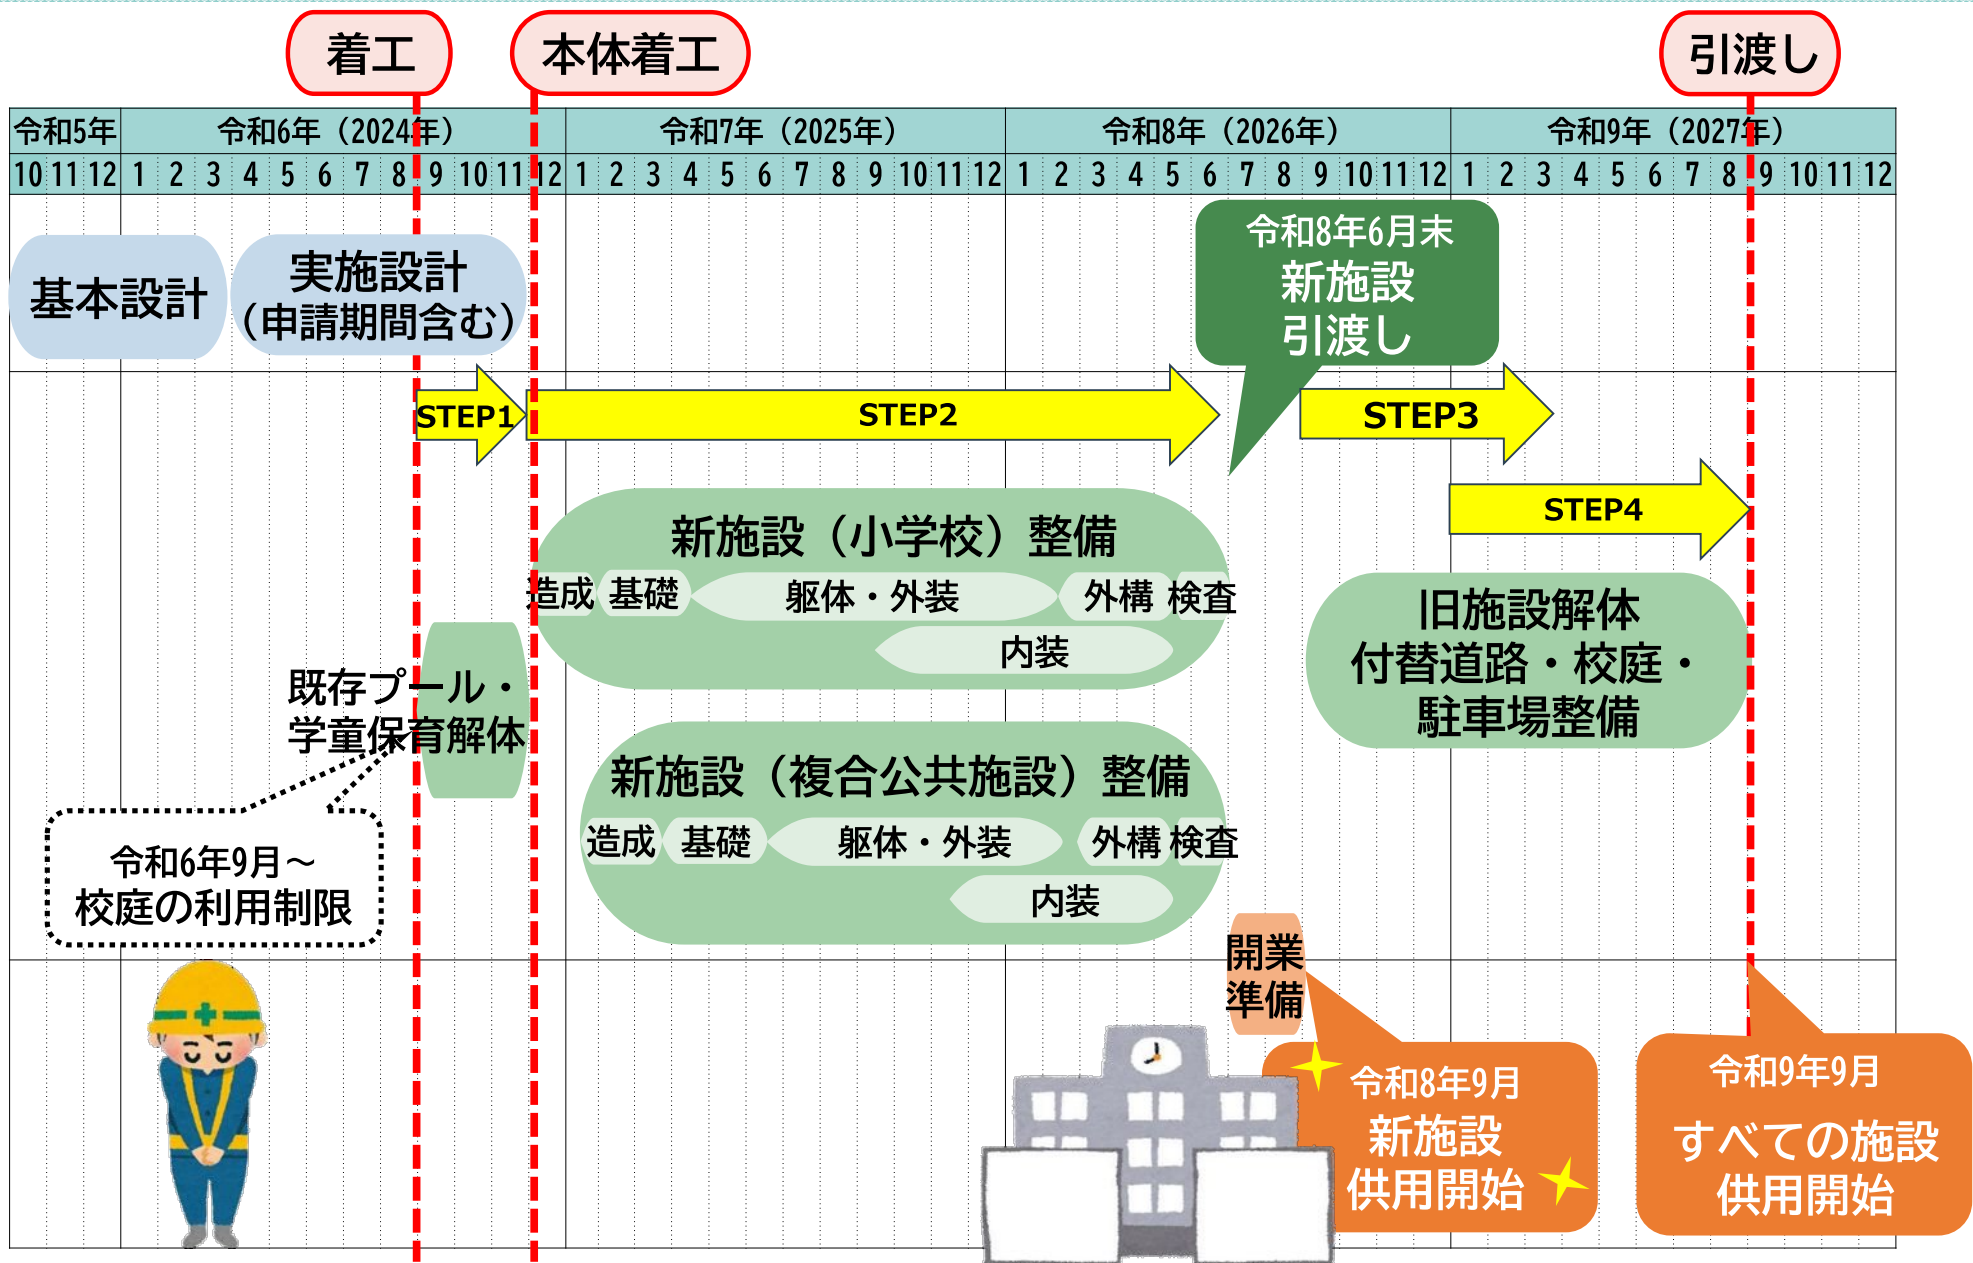 着工
本体着工
引渡し
令和5年 令和6年（2024年） 令和7年（2025年） 令和8年（2026年） 令和9年（2027年）
10 11 12 1 2 3 4 5 6 7 8 9 10 11 12 1 2 3 4 5 6 7 8 9 10 11 12 1 2 3 4 5 6 7 8 9 10 11 12 1 2 3 4 5 6 7 8 9 10 11 12
基本設計
実施設計
（申請期間含む）
令和8年6月末
新施設
引渡し
STEP1
STEP2
STEP3
STEP4
新施設（小学校）整備
造成 基礎 躯体・外装 外構 検査
内装
旧施設解体
付替道路・校庭・
駐車場整備
既存プール・
学童保育解体
新施設（複合公共施設）整備
造成 基礎 躯体・外装 外構 検査
内装
令和6年9月～
校庭の利用制限
開業
準備
令和8年9月
新施設
供用開始
令和9年9月
すべての施設
供用開始